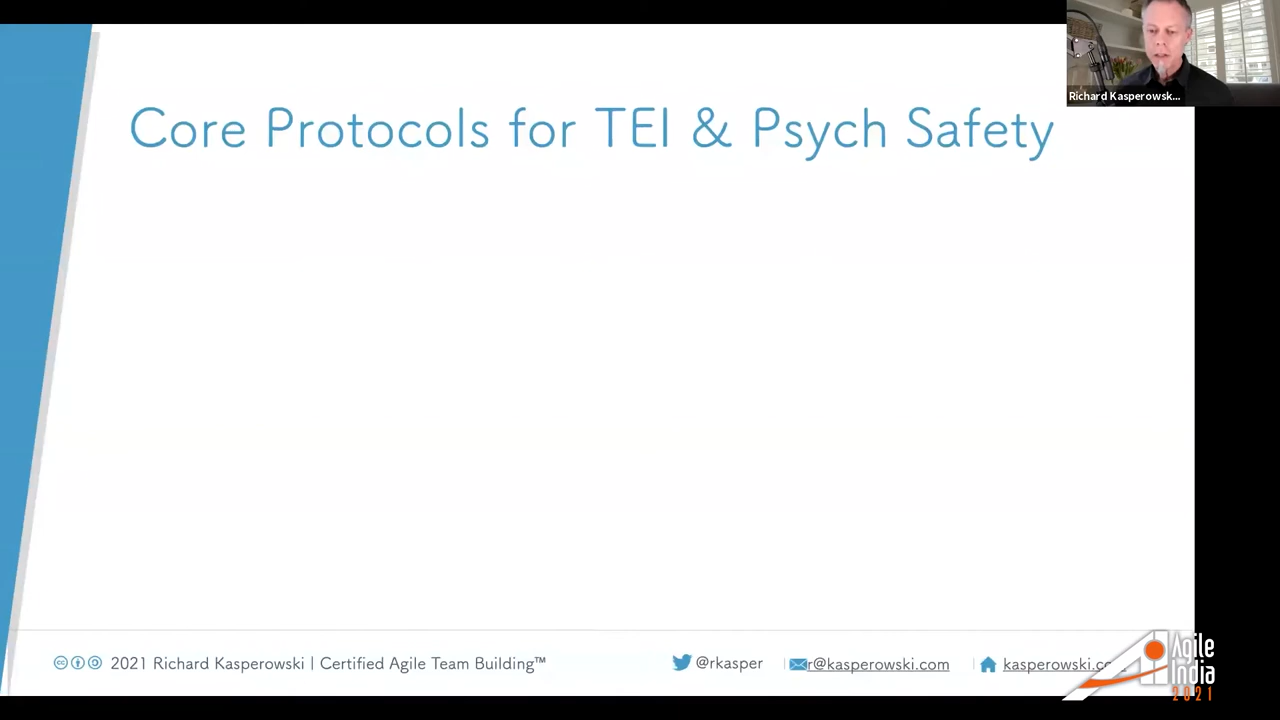 Richard Kasperowsk...
Core Protocols for TEI & Psych Safety
2021 Richard Kasperowski | Certified Agile Team Building™
@rkasper
r@kasperowski.com
kasperowski.co
Agile
India
2021